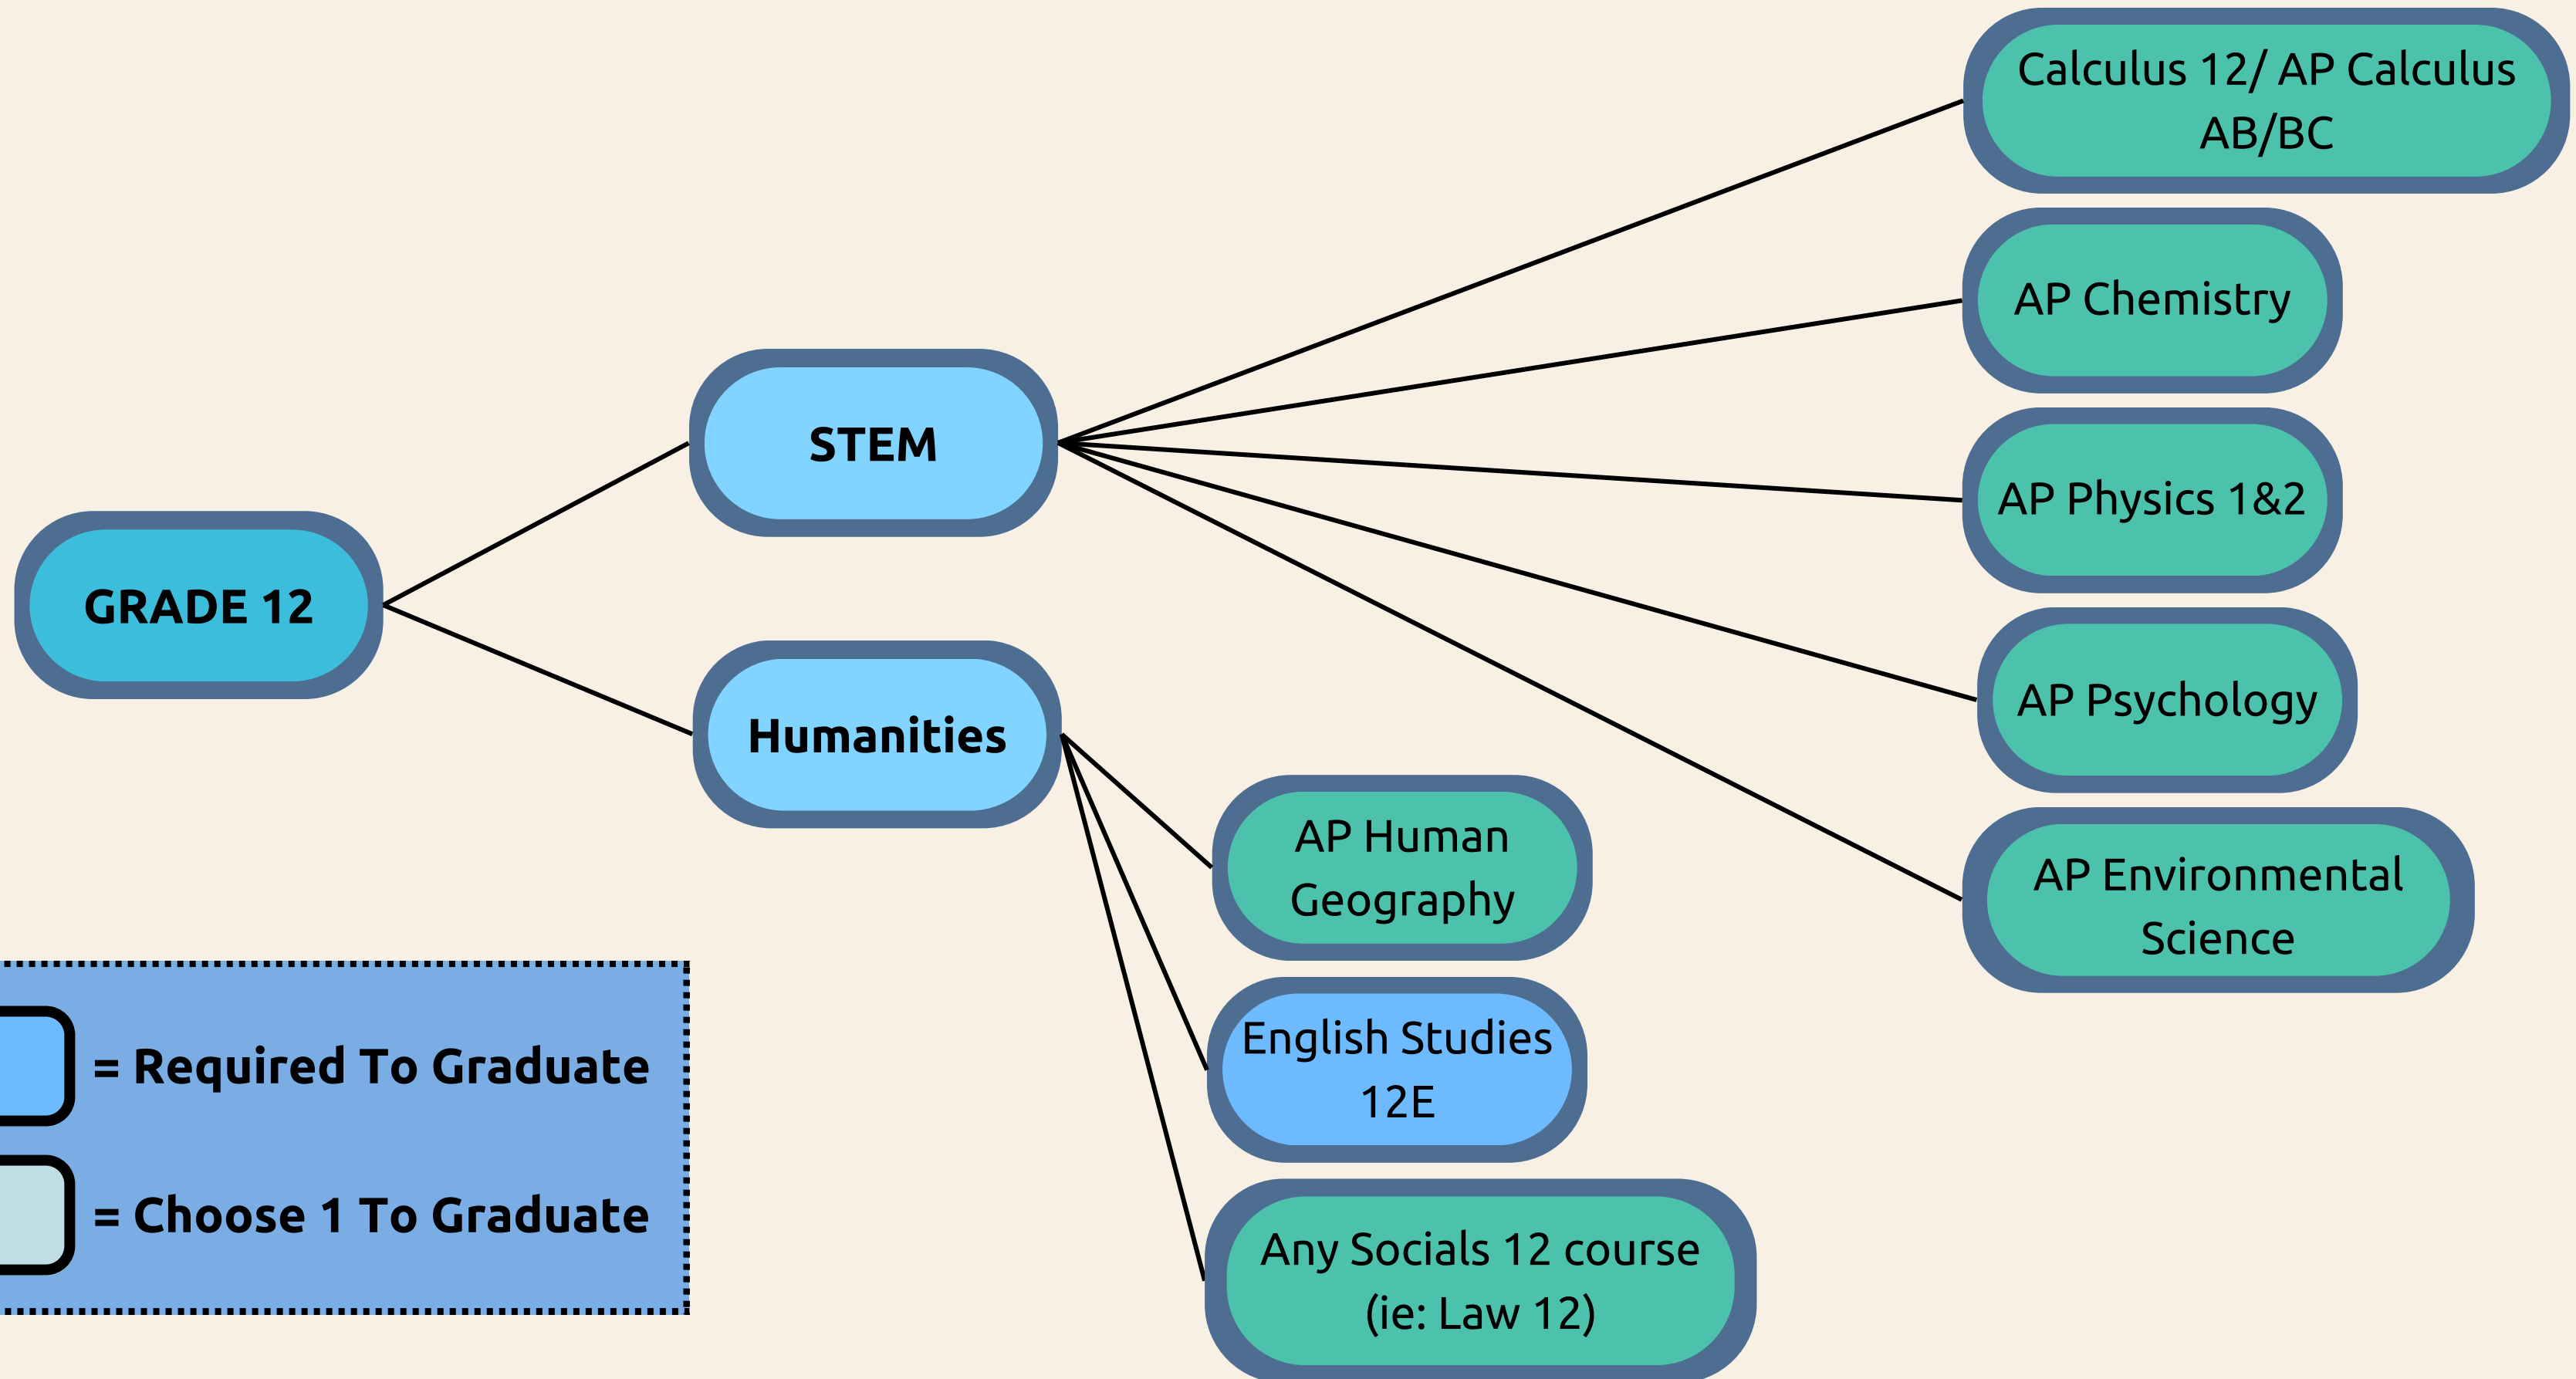 Calculus 12/ AP Calculus
AB/BC
AP Chemistry
STEM
AP Physics 1&2
GRADE 12
AP Psychology
Humanities
AP Human
Geography
AP Environmental
Science
English Studies
12E
= Required To Graduate
= Choose 1 To Graduate
Any Socials 12 course
(ie: Law 12)